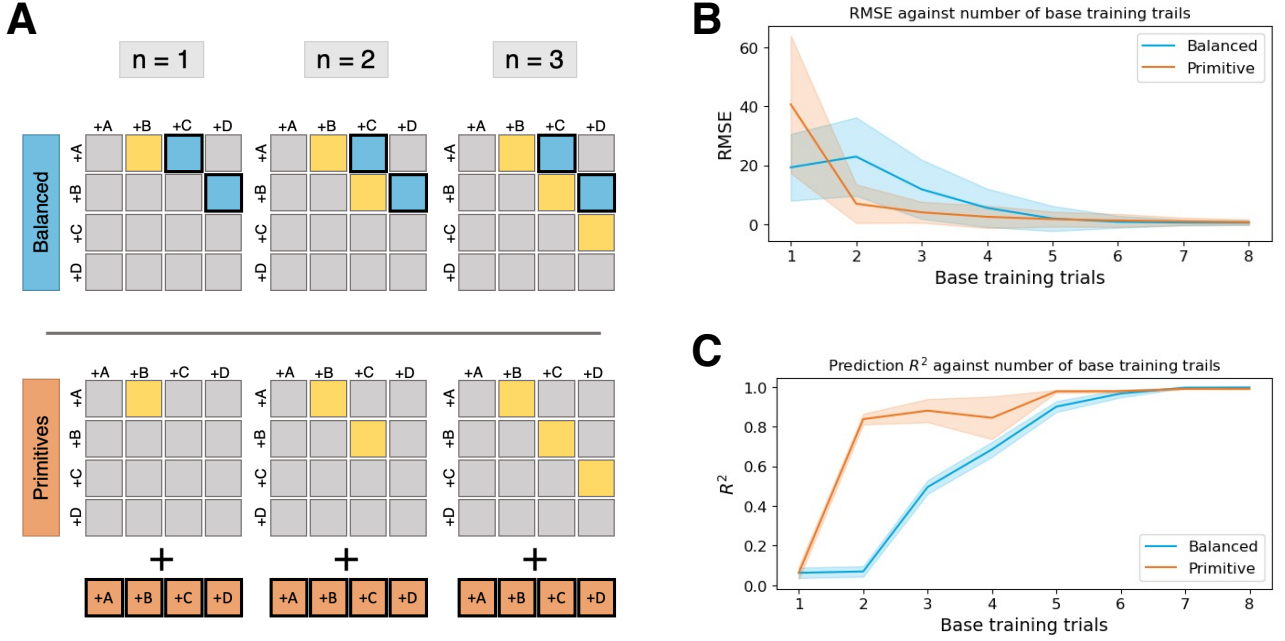 A
n = 1
n = 2
n = 3
Balanced
+A +B +C +D
+A
+B
+C
+D
+A +B +C +D
+A
+B
+C
+D
+A +B +C +D
+A
+B
+C
+D
Primitives
+A +B +C +D
+A
+B
+C
+D
+A +B +C +D
+A
+B
+C
+D
+A +B +C +D
+A
+B
+C
+D
+
+
+
+A +B +C +D
+A +B +C +D
+A +B +C +D
B
RMSE against number of base training trails
RMSE
60
40
20
0
Balanced
Primitive
1 2 3 4 5 6 7 8
Base training trials
C
Prediction R² against number of base training trails
R²
1.0
0.8
0.6
0.4
0.2
0.0
Balanced
Primitive
1 2 3 4 5 6 7 8
Base training trials